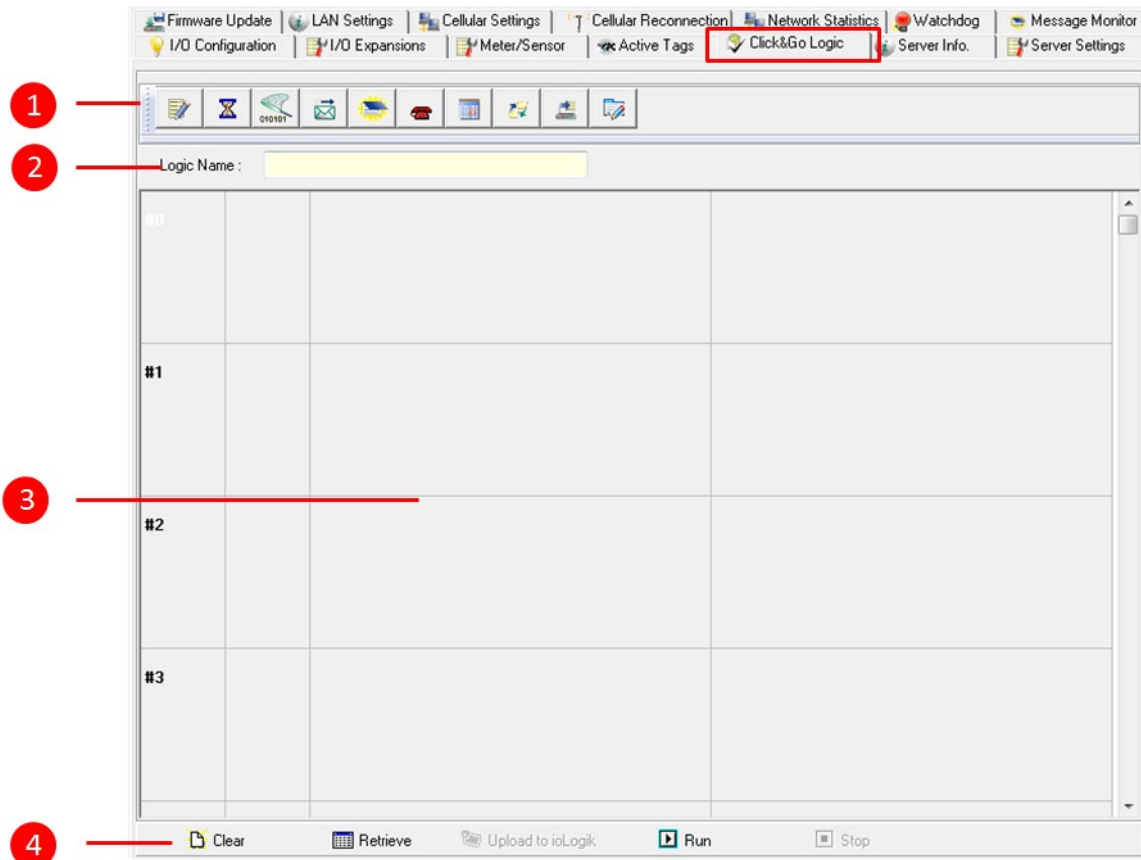 Firmware Update LAN Settings Cellular Settings Cellular Reconnection Network Statistics Watchdog Message Monitor
I/O Configuration I/O Expansions Meter/Sensor Active Tags Click&Go Logic Server Info. Server Settings
1
010101
2 Logic Name :
#0
#1
3
#2
#3
4 Clear Retrieve Upload to ioLogik Run Stop